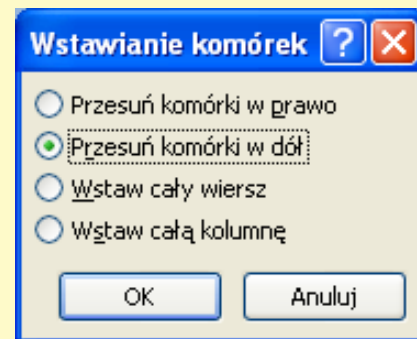 Wstawianie komórek
Przesuń komórki w prawo
Przesuń komórki w dół
Wstaw cały wiersz
Wstaw całą kolumnę
OK Anuluj